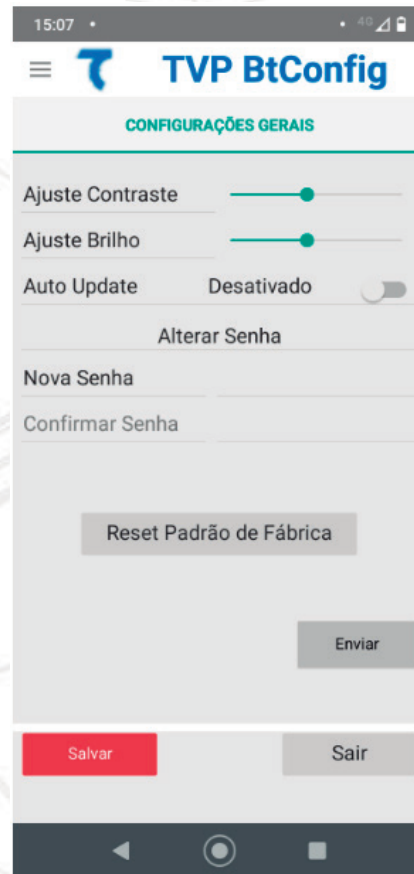 15:07
4G
TVP BtConfig
CONFIGURAÇÕES GERAIS
Ajuste Contraste
Ajuste Brilho
Auto Update Desativado
Alterar Senha
Nova Senha
Confirmar Senha
Reset Padrão de Fábrica
Enviar
Salvar Sair